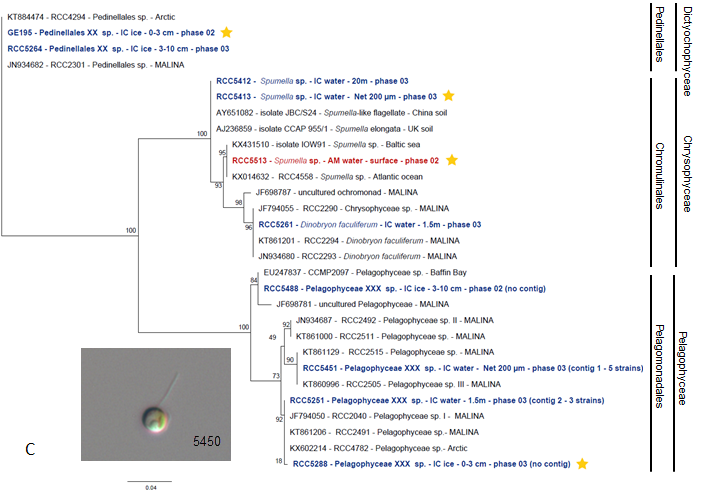 KT884474 - RCC4294 - Pedinellales sp. - Arctic
GE195 - Pedinellales XX sp. - IC ice - 0-3 cm - phase 02
RCC5264 - Pedinellales XX sp. - IC ice - 3-10 cm - phase 03
JN934682 - RCC2301 - Pedinellales sp. - MALINA
RCC5412 - Spumella sp. - IC water - 20m - phase 03
RCC5413 - Spumella sp. - IC water - Net 200 µm - phase 03
AY651082 - isolate JBC/S24 - Spumella-like flagellate - China soil
AJ236859 - isolate CCAP 955/1 - Spumella elongata - UK soil
KX431510 - isolate IOW91 - Spumella sp. - Baltic sea
RCC5513 - Spumella sp. - AM water - surface - phase 02
KX014632 - RCC4558 - Spumella sp. - Atlantic ocean
JF698787 - uncultured ochromonad - MALINA
JF794055 - RCC2290 - Chrysophyceae sp. - MALINA
RCC5261 - Dinobryon faculiferum - IC water - 1.5m - phase 03
KT861201 - RCC2294 - Dinobryon faculiferum - MALINA
JN934680 - RCC2293 - Dinobryon faculiferum - MALINA
EU247837 - CCMP2097 - Pelagophyceae sp. - Baffin Bay
RCC5488 - Pelagophyceae XXX sp. - IC ice - 3-10 cm - phase 02 (no contig)
JF698781 - uncultured Pelagophyceae - MALINA
JN934687 - RCC2492 - Pelagophyceae sp. II - MALINA
KT861000 - RCC2511 - Pelagophyceae sp. - MALINA
KT861129 - RCC2515 - Pelagophyceae sp. - MALINA
RCC5451 - Pelagophyceae XXX sp. - IC water - Net 200 µm - phase 03 (contig 1 - 5 strains)
KT860996 - RCC2505 - Pelagophyceae sp. III - MALINA
RCC5251 - Pelagophyceae XXX sp. - IC water - 1.5m - phase 03 (contig 2 - 3 strains)
JF794050 - RCC2040 - Pelagophyceae sp. I - MALINA
KT861206 - RCC2491 - Pelagophyceae sp. - MALINA
KX602214 - RCC4782 - Pelagophyceae sp. - Arctic
RCC5288 - Pelagophyceae XXX sp. - IC ice - 0-3 cm - phase 03 (no contig)
100
95
93
98
96
100
84
100
92
49
90
73
92
18
Pedinellales
Dictyochophyceae
Chromulinales
Chrysophyceae
Pelagomonadales
Pelagophyceae
C
5450
0.04